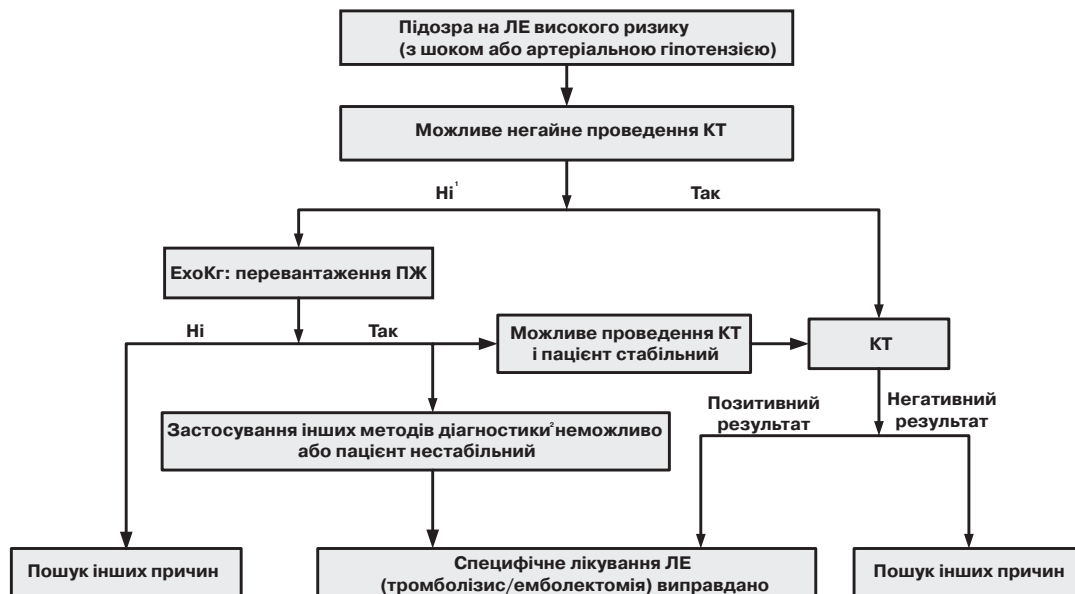 Підозра на ЛЕ високого ризику
(з шоком або артеріальною гіпотензією)
Можливе негайне проведення КТ
Ні¹
Так
ЕхоКг: перевантаження ПЖ
Ні
Так
Можливе проведення КТ
і пацієнт стабільний
КТ
Позитивний
результат
Негативний
результат
Застосування інших методів діагностики² неможливо
або пацієнт нестабільний
Пошук інших причин
Специфічне лікування ЛЕ
(тромболізис/емболектомія) виправдано
Пошук інших причин